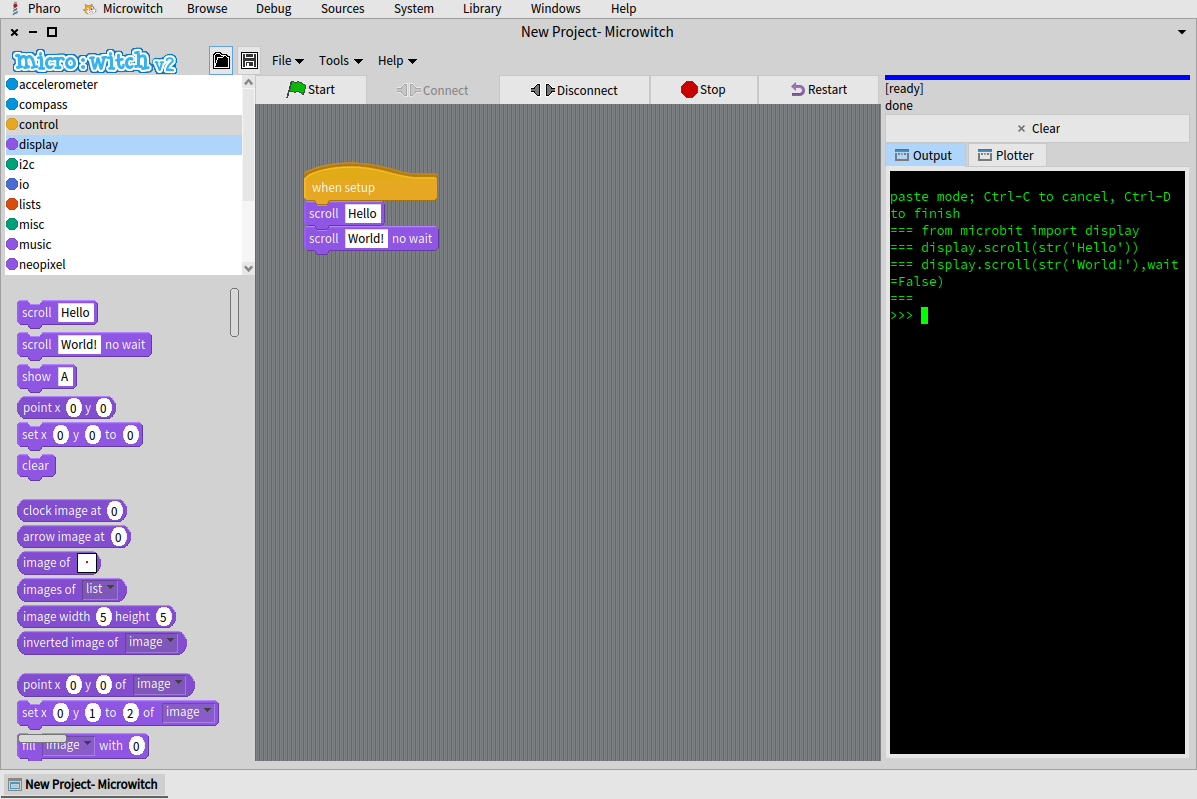 Pharo Microwitch Browse Debug Sources System Library Windows Help
New Project- Microwitch
micro:witch v2 File Tools Help
accelerometer
compass
control
display
i2c
io
lists
misc
music
neopixel
scroll Hello
scroll World! no wait
show A
point x 0 y 0
set x 0 y 0 to 0
clear
clock image at 0
arrow image at 0
image of
images of list
image width 5 height 5
inverted image of image
point x 0 y 0 of image
set x 0 y 1 to 2 of image
fill image with 0
Start Connect Disconnect Stop Restart
when setup
scroll Hello
scroll World! no wait
[ready]
done
× Clear
Output Plotter
paste mode; Ctrl-C to cancel, Ctrl-D
to finish
=== from microbit import display
=== display.scroll(str('Hello'))
=== display.scroll(str('World!'),wait
=False)
===
>>>
New Project- Microwitch